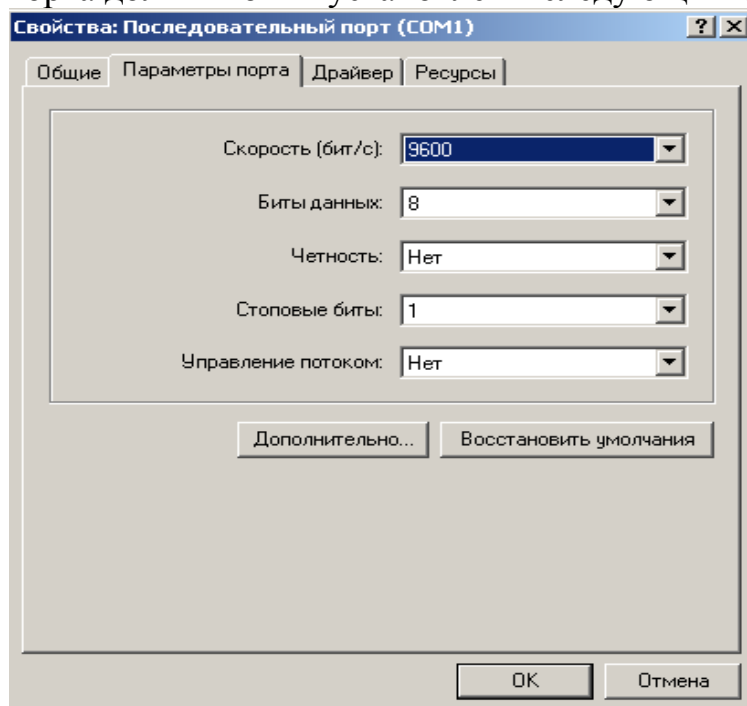 Свойства: Последовательный порт (COM1)
Общие Параметры порта Драйвер Ресурсы
Скорость (бит/с): 9600
Биты данных: 8
Четность: Нет
Стоповые биты: 1
Управление потоком: Нет
Дополнительно... Восстановить умолчания
OK Отмена